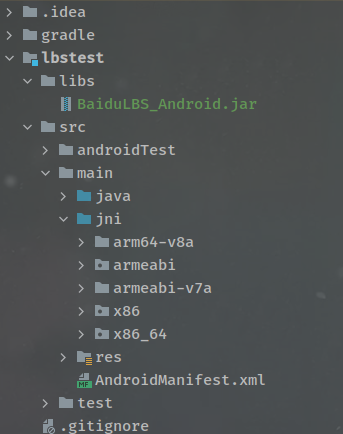 .idea
gradle
lbstest
libs
BaiduLBS_Android.jar
src
androidTest
main
java
jni
arm64-v8a
armeabi
armeabi-v7a
x86
x86_64
res
MF AndroidManifest.xml
test
.gitignore